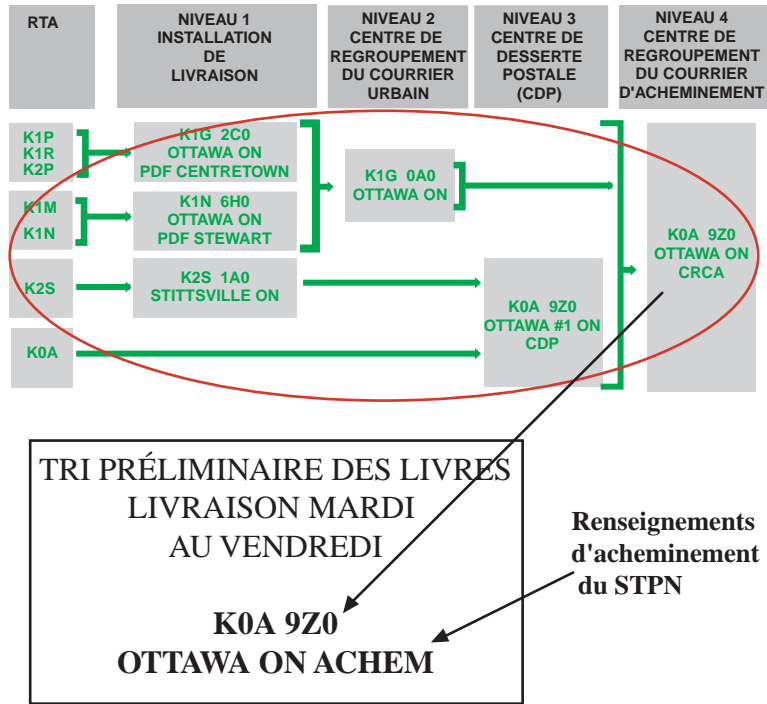 RTA
NIVEAU 1
INSTALLATION
DE
LIVRAISON
NIVEAU 2
CENTRE DE
REGROUPEMENT
DU COURRIER
URBAIN
NIVEAU 3
CENTRE DE
DESSERTE
POSTALE
(CDP)
NIVEAU 4
CENTRE DE
REGROUPEMENT
DU COURRIER
D'ACHEMINEMENT
K1P
K1R
K2P
K1G 2C0
OTTAWA ON
PDF CENTRETOWN
K1M
K1N
K1N 6H0
OTTAWA ON
PDF STEWART
K1G 0A0
OTTAWA ON
K2S
K2S 1A0
STITTSVILLE ON
K0A
K0A 9Z0
OTTAWA #1 ON
CDP
K0A 9Z0
OTTAWA ON
CRCA
TRI PRÉLIMINAIRE DES LIVRES
LIVRAISON MARDI
AU VENDREDI
K0A 9Z0
OTTAWA ON ACHEM
Renseignements
d'acheminement
du STPN